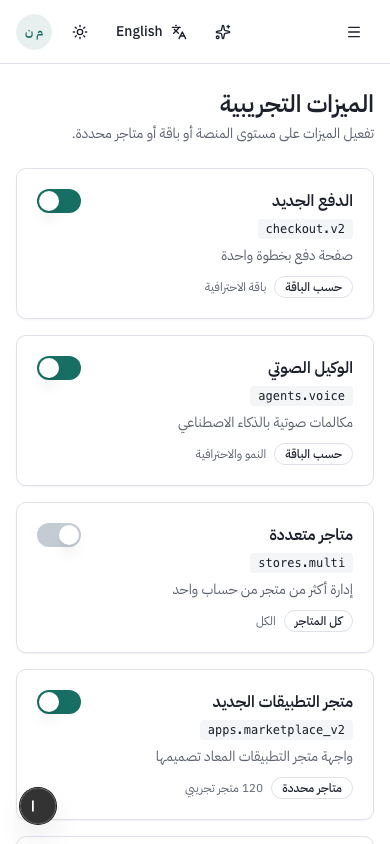 English
م ن
الميزات التجريبية
تفعيل الميزات على مستوى المنصة أو باقة أو متاجر محددة.
الدفع الجديد
checkout.v2
صفحة دفع بخطوة واحدة
حسب الباقة
باقة الاحترافية
الوكيل الصوتي
agents.voice
مكالمات صوتية بالذكاء الاصطناعي
حسب الباقة
النمو والاحترافية
متاجر متعددة
stores.multi
إدارة أكثر من متجر من حساب واحد
كل المتاجر
الكل
متجر التطبيقات الجديد
apps.marketplace_v2
واجهة متجر التطبيقات المعاد تصميمها
متاجر محددة
120 متجر تجريبي